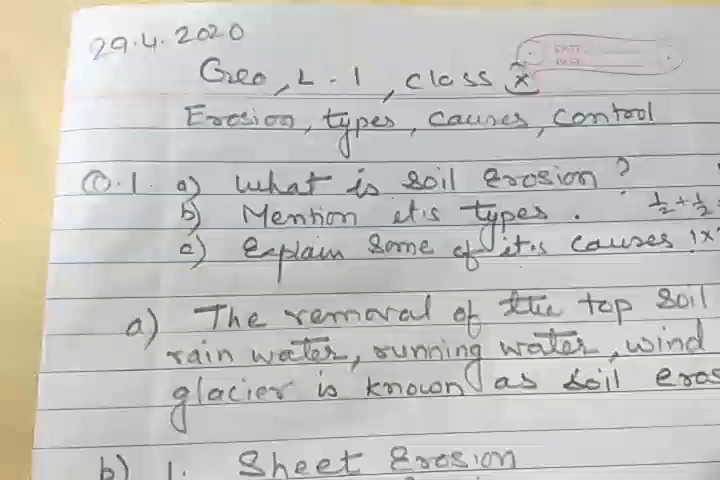 29.4.2020
DATE
PAGE
Geo, L-1, class X
Erosion, types, causes, control
Q.1. a) What is soil erosion?
b) Mention it's types. ½+½
c) Explain some of it's causes 1x
a) The removal of the top soil
rain water, running water, wind
glacier is known as soil eros
b) 1. Sheet Erosion